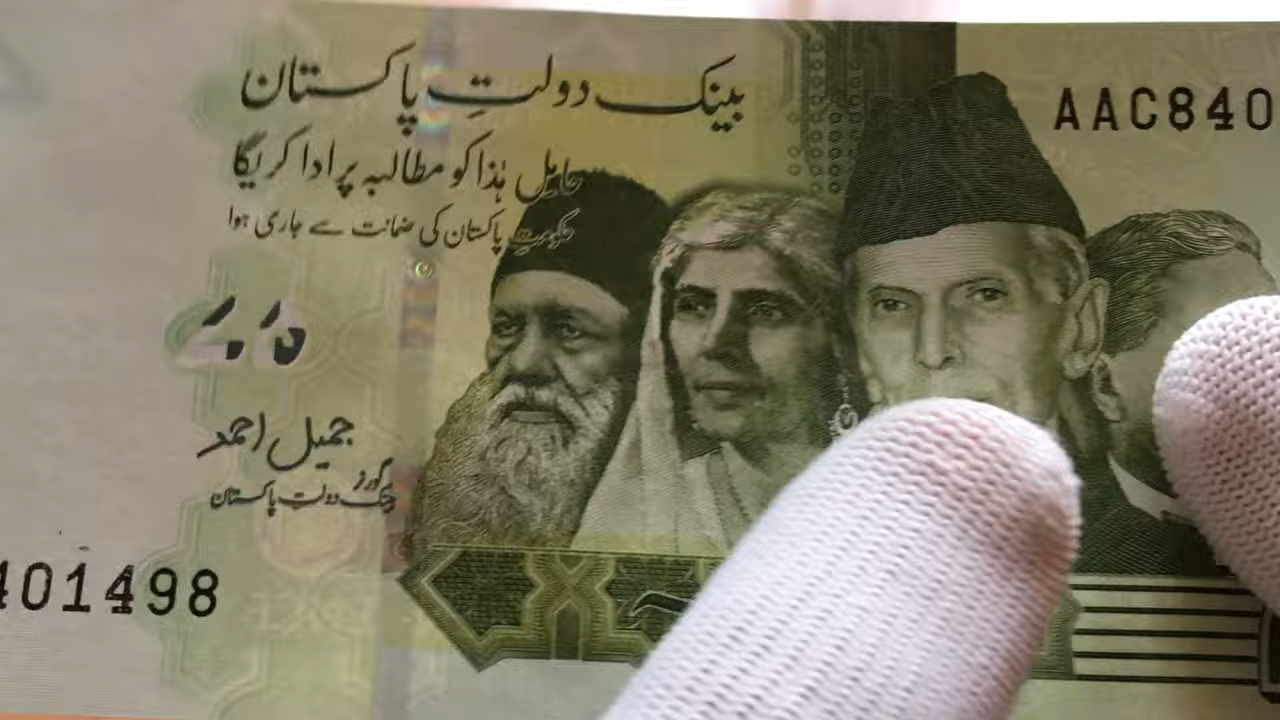 بینک دولتِ پاکستان
حاملِ ہٰذا کو مطالبہ پر ادا کریگا
حکومتِ پاکستان کی ضمانت سے جاری ہوا
AAC840
جمیل احمد
گورنر
بینک دولتِ پاکستان
401498